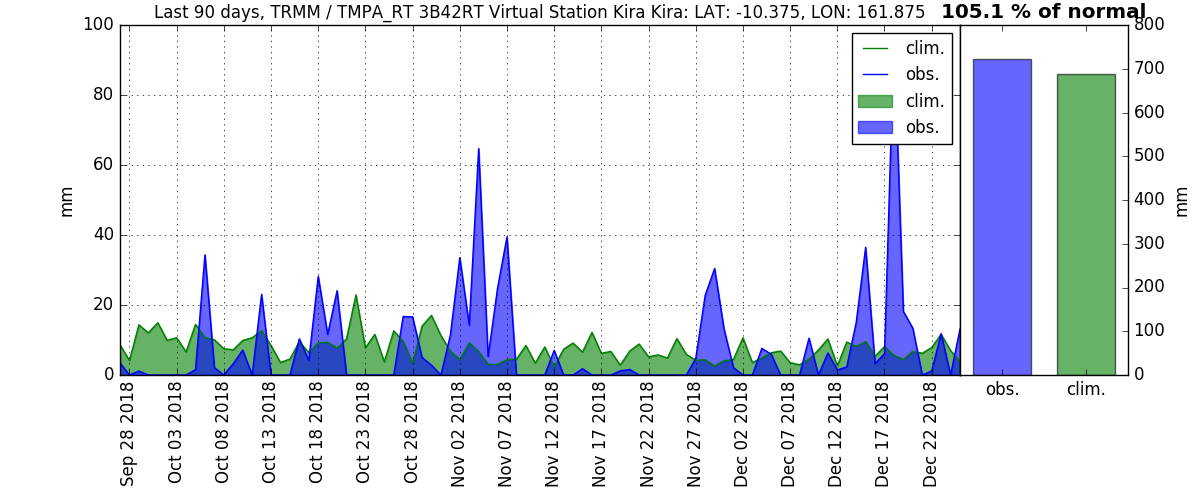 Last 90 days, TRMM / TMPA_RT 3B42RT Virtual Station Kira Kira: LAT: -10.375, LON: 161.875 105.1 % of normal
100
80
60
40
20
0
mm
clim.
obs.
clim.
obs.
800
700
600
500
400
300
200
100
0
mm
obs. clim.
Sep 28 2018
Oct 03 2018
Oct 08 2018
Oct 13 2018
Oct 18 2018
Oct 23 2018
Oct 28 2018
Nov 02 2018
Nov 07 2018
Nov 12 2018
Nov 17 2018
Nov 22 2018
Nov 27 2018
Dec 02 2018
Dec 07 2018
Dec 12 2018
Dec 17 2018
Dec 22 2018